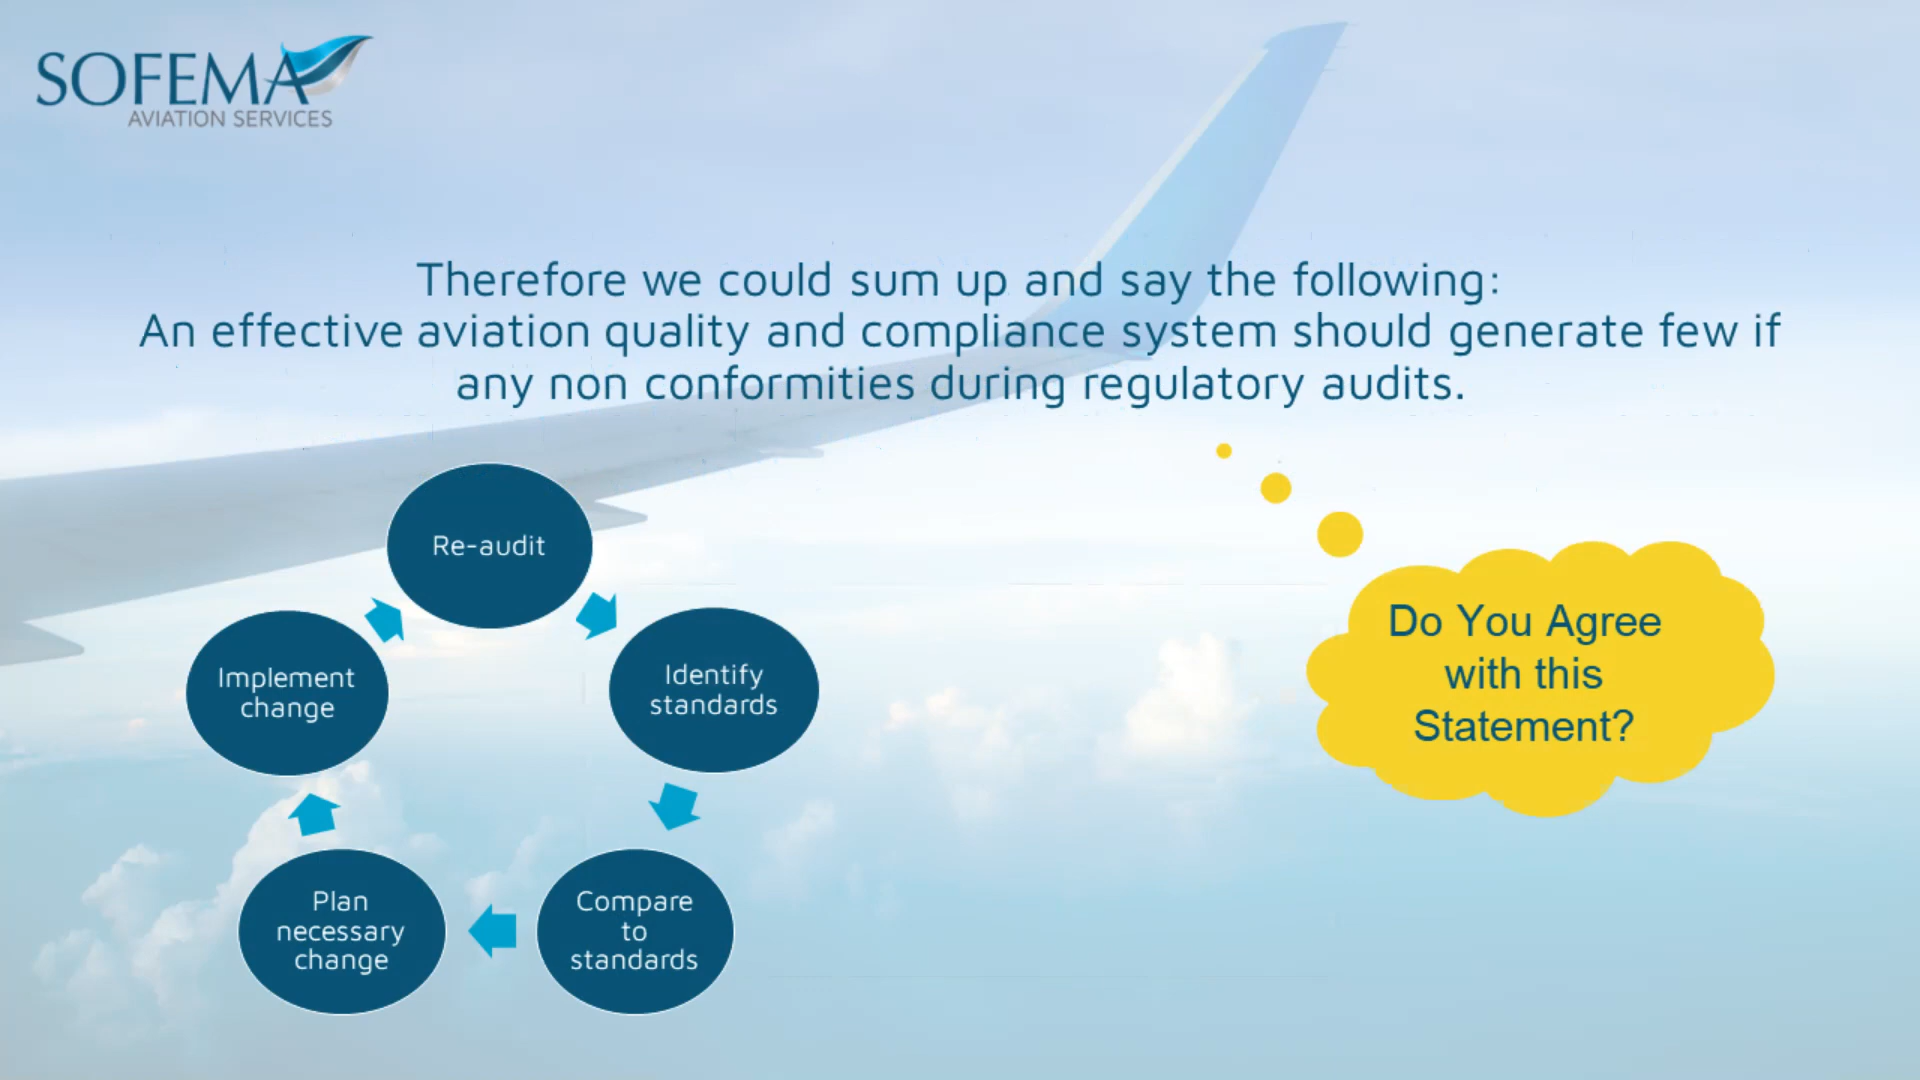 SOFEMA
AVIATION SERVICES
Therefore we could sum up and say the following:
An effective aviation quality and compliance system should generate few if
any non conformities during regulatory audits.
Re-audit
Identify
standards
Compare
to
standards
Plan
necessary
change
Implement
change
Do You Agree
with this
Statement?